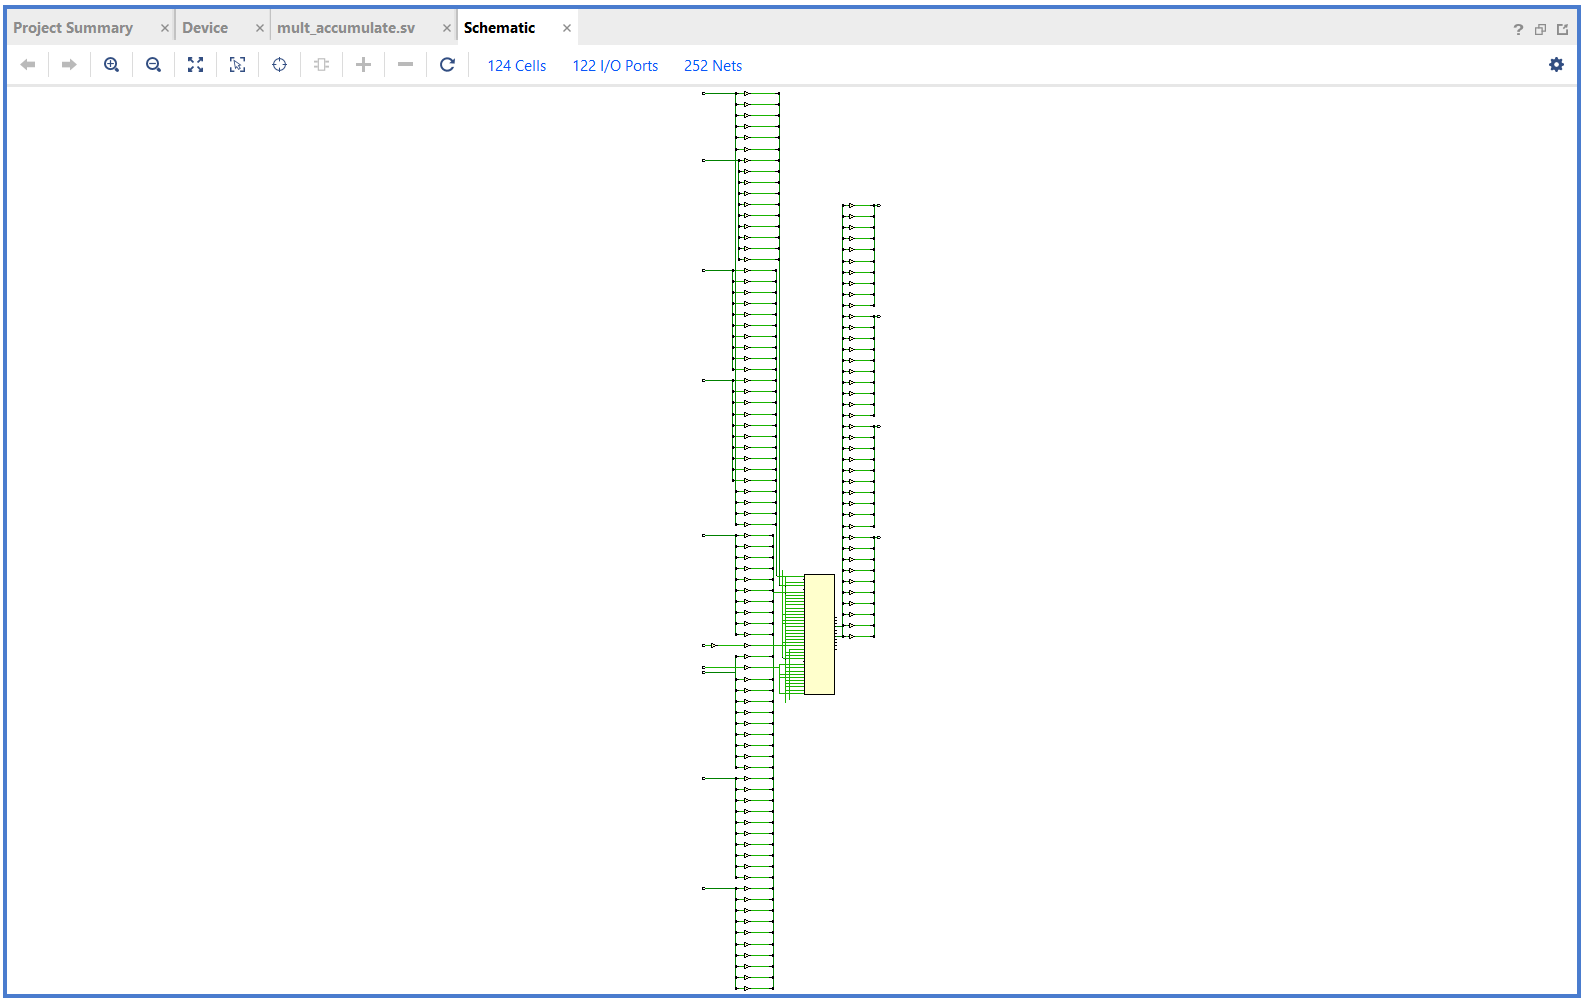 Project Summary × Device × mult_accumulate.sv × Schematic × ?
124 Cells 122 I/O Ports 252 Nets